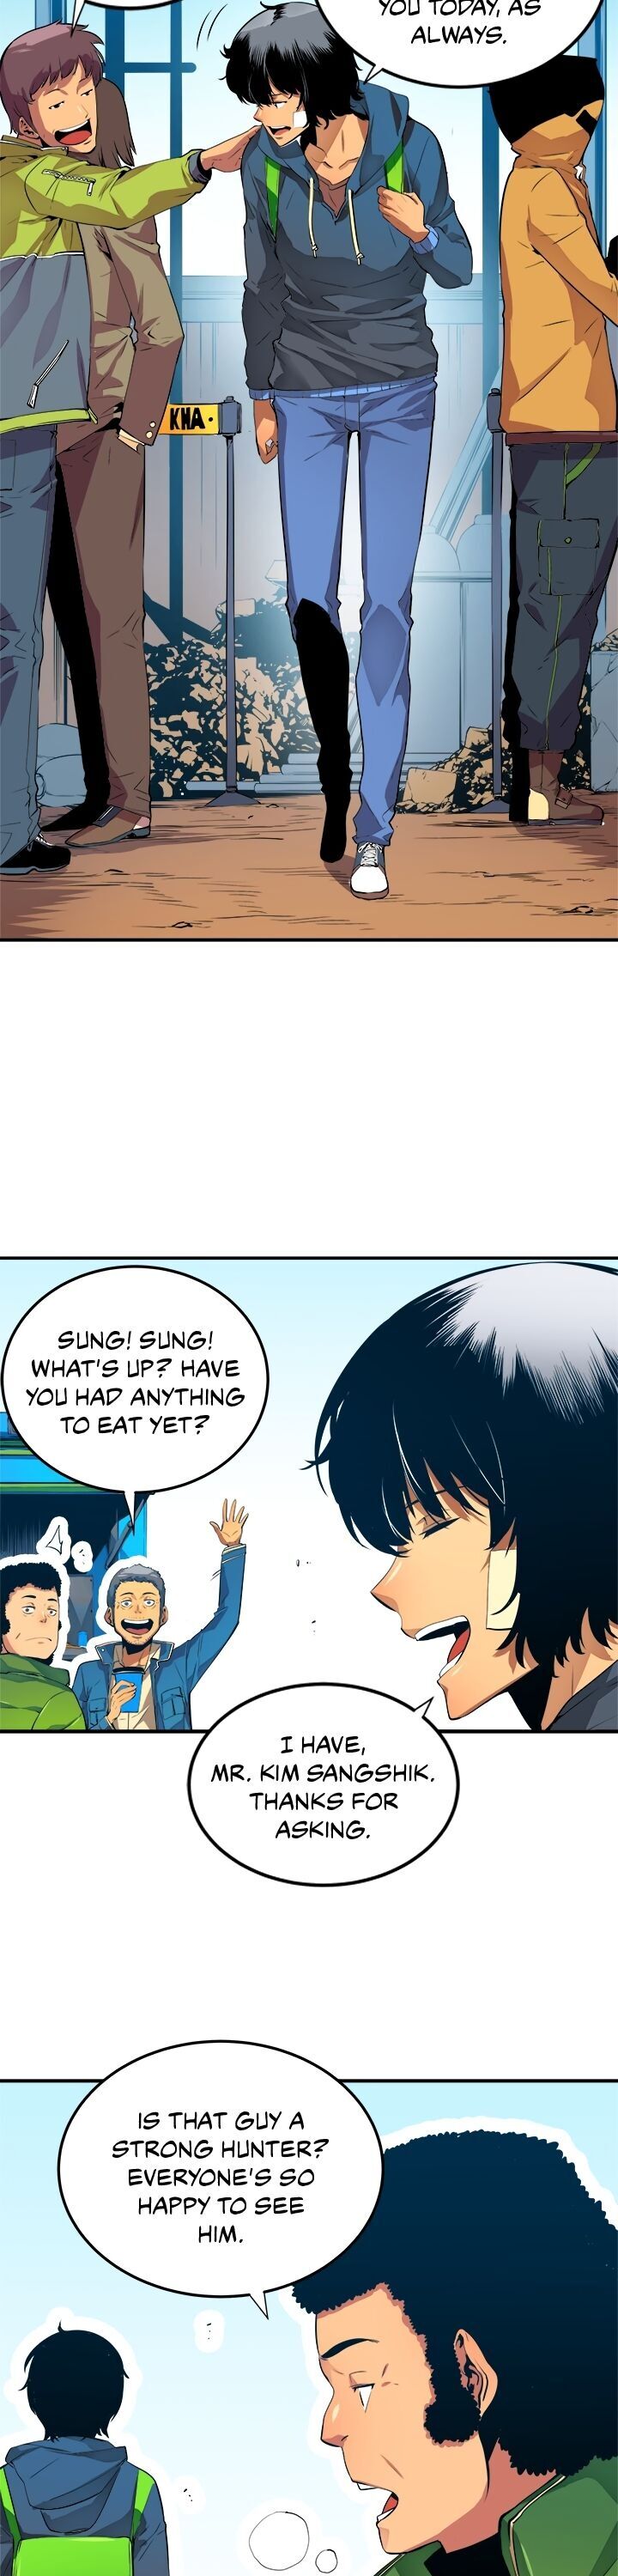 YOU TODAY, AS
ALWAYS.
KHA.
SUNG! SUNG!
WHAT'S UP? HAVE
YOU HAD ANYTHING
TO EAT YET?
I HAVE,
MR. KIM SANGSHIK.
THANKS FOR
ASKING.
IS THAT GUY A
STRONG HUNTER?
EVERYONE'S SO
HAPPY TO SEE
HIM.